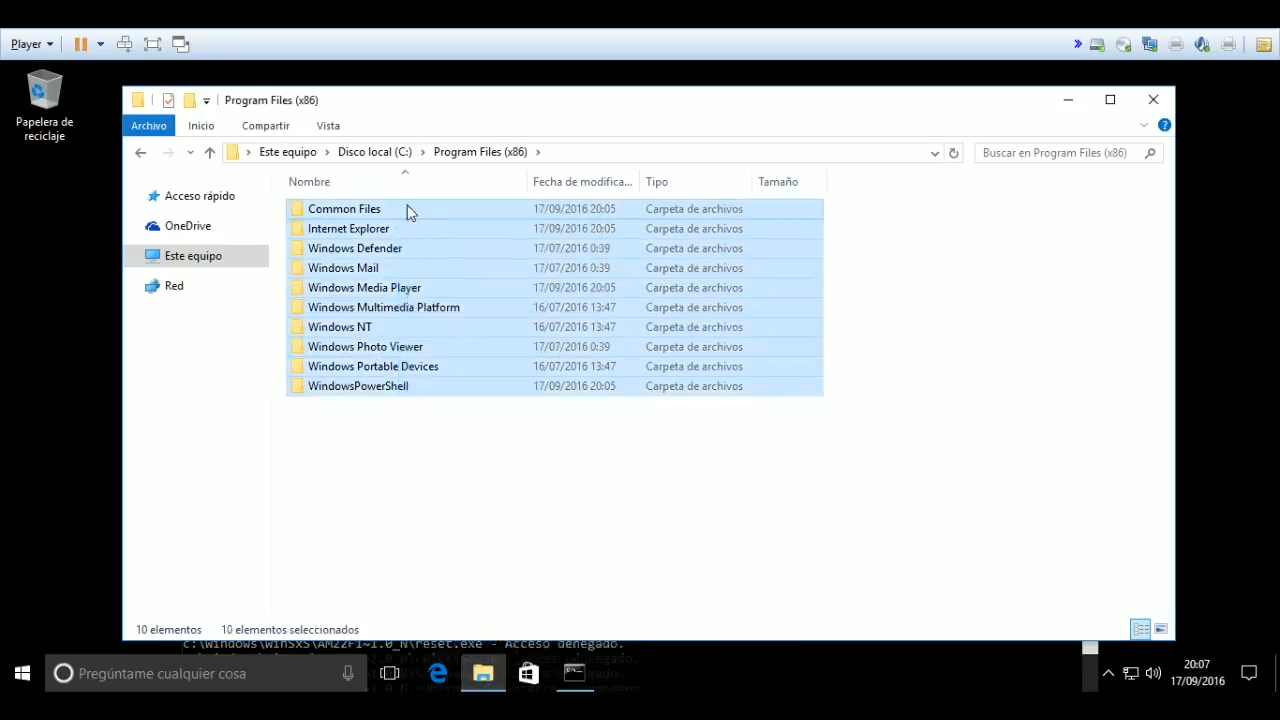 Player
Papelera de
reciclaje
Program Files (x86)
Archivo Inicio Compartir Vista
Este equipo Disco local (C:) Program Files (x86)
Buscar en Program Files (x86)
Nombre Fecha de modifica... Tipo Tamaño
Acceso rápido
OneDrive
Este equipo
Red
Common Files 17/09/2016 20:05 Carpeta de archivos
Internet Explorer 17/09/2016 20:05 Carpeta de archivos
Windows Defender 17/07/2016 0:39 Carpeta de archivos
Windows Mail 17/07/2016 0:39 Carpeta de archivos
Windows Media Player 17/09/2016 20:05 Carpeta de archivos
Windows Multimedia Platform 16/07/2016 13:47 Carpeta de archivos
Windows NT 16/07/2016 13:47 Carpeta de archivos
Windows Photo Viewer 17/07/2016 0:39 Carpeta de archivos
Windows Portable Devices 16/07/2016 13:47 Carpeta de archivos
WindowsPowerShell 17/09/2016 20:05 Carpeta de archivos
10 elementos 10 elementos seleccionados
c:\Windows\WinSXS\AM22F1~1.0_N\reset.exe - Acceso denegado.
Pregúntame cualquier cosa
20:07
17/09/2016